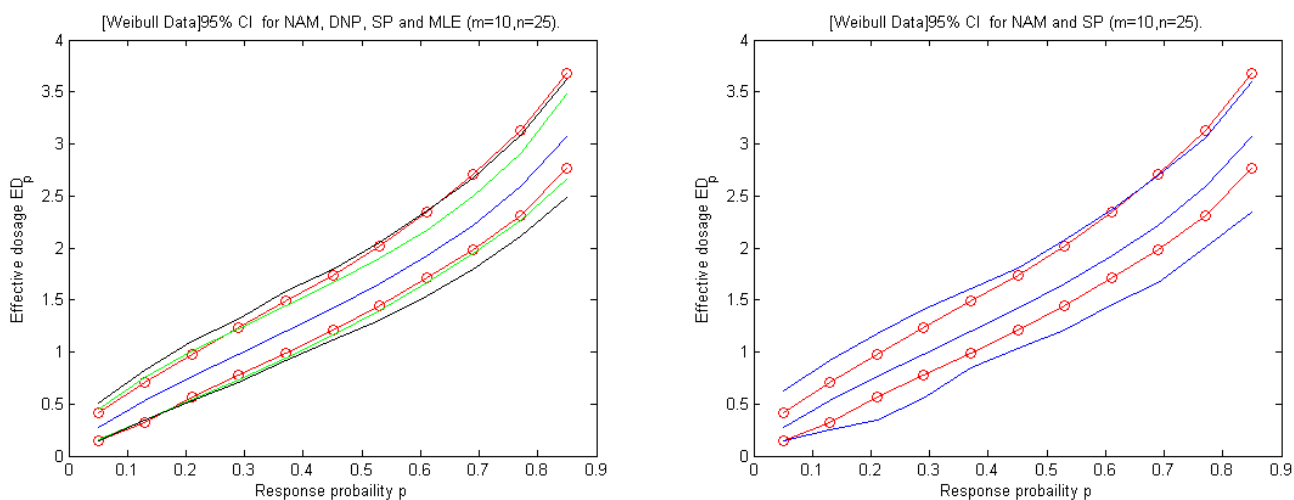 [Weibull Data]95% CI for NAM, DNP, SP and MLE (m=10,n=25).
4
3.5
3
2.5
2
1.5
1
0.5
0
0 0.1 0.2 0.3 0.4 0.5 0.6 0.7 0.8 0.9
Effective dosage ED_p
Response probaility p
[Weibull Data]95% CI for NAM and SP (m=10,n=25).
4
3.5
3
2.5
2
1.5
1
0.5
0
0 0.1 0.2 0.3 0.4 0.5 0.6 0.7 0.8 0.9
Effective dosage ED_p
Response probaility p